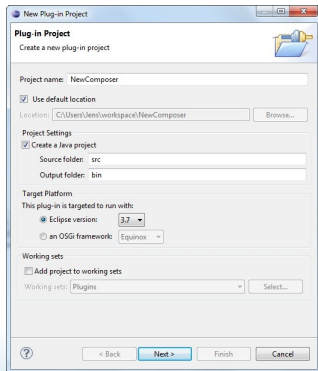 New Plug-in Project
Plug-in Project
Create a new plug-in project
Project name: NewComposer
Use default location
Location: C:\Users\Jens\workspace\NewComposer Browse...
Project Settings
Create a Java project
Source folder: src
Output folder: bin
Target Platform
This plug-in is targeted to run with:
Eclipse version: 3.7
an OSGi framework: Equinox
Working sets
Add project to working sets
Working sets: Plugins Select...
? < Back Next > Finish Cancel